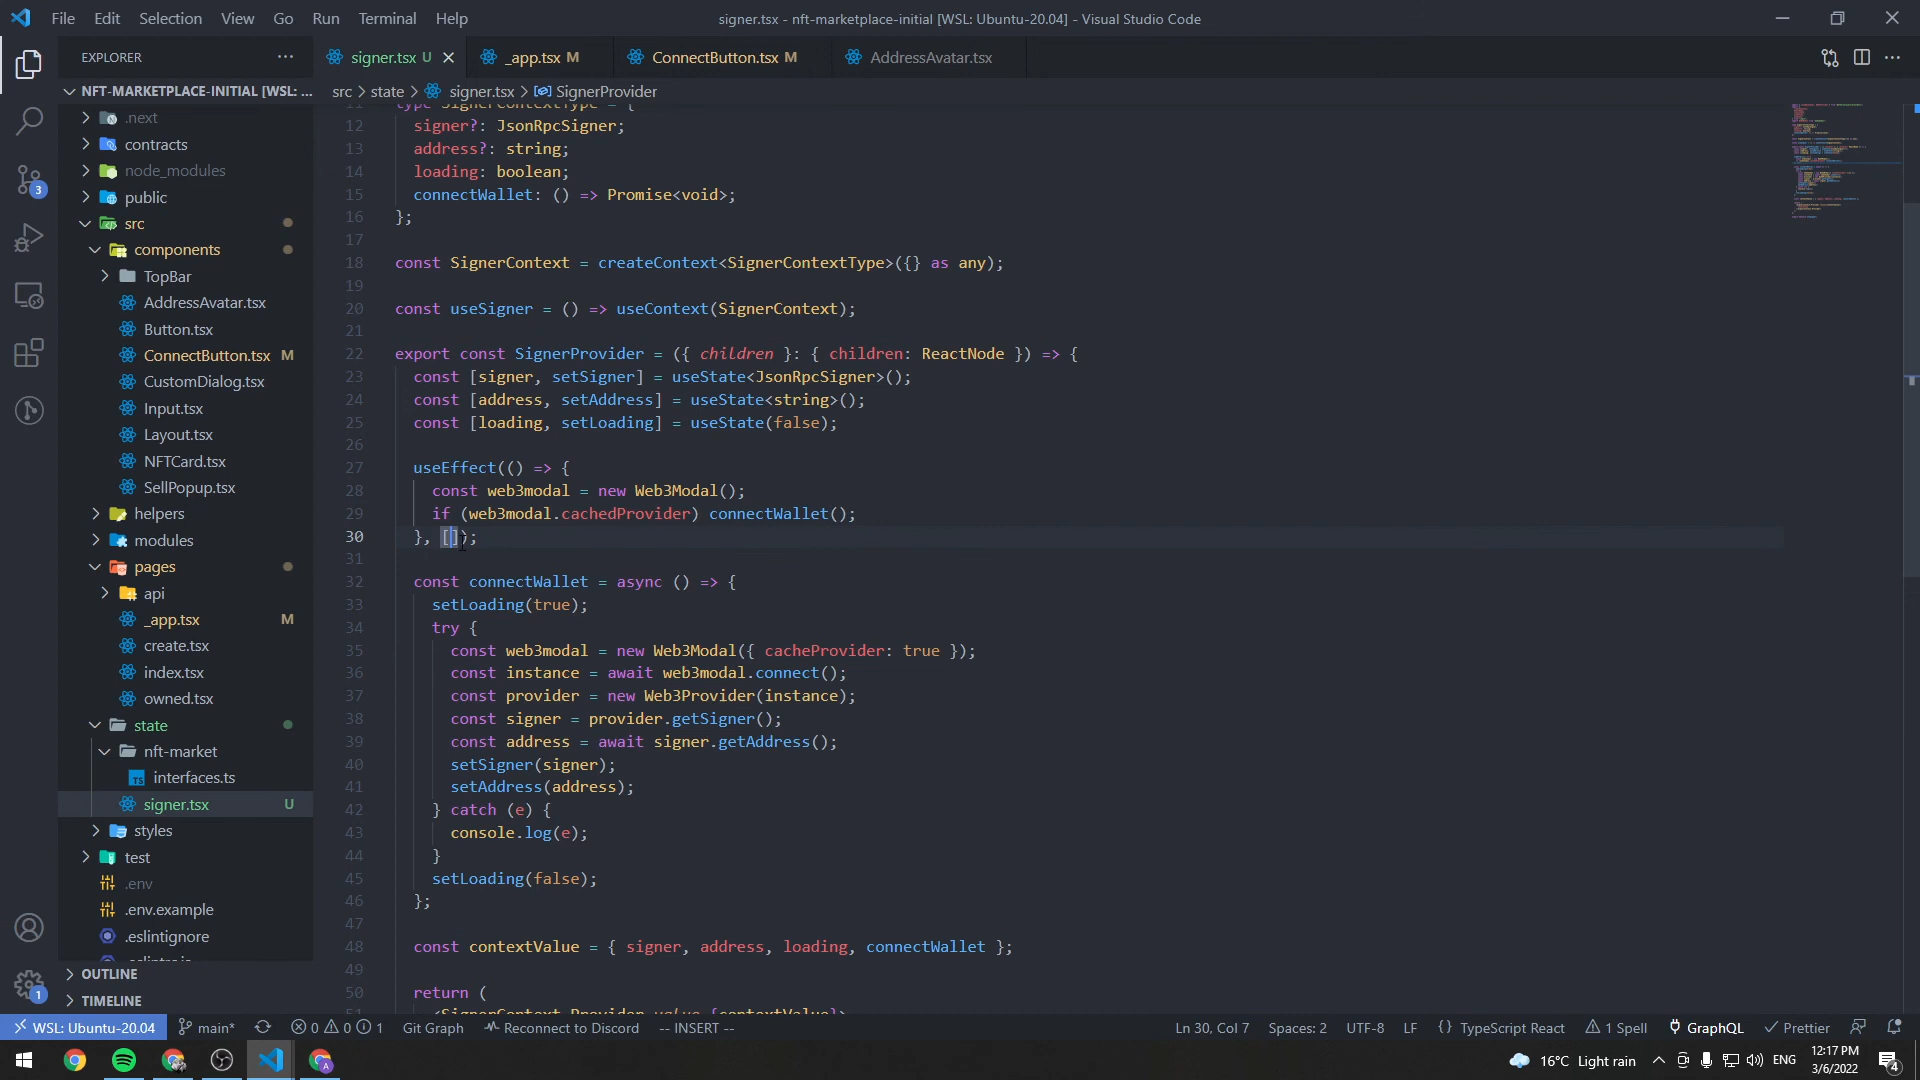 File Edit Selection View Go Run Terminal Help
signer.tsx - nft-marketplace-initial [WSL: Ubuntu-20.04] - Visual Studio Code
EXPLORER
signer.tsx U
_app.tsx M
ConnectButton.tsx M
AddressAvatar.tsx
NFT-MARKETPLACE-INITIAL [WSL: ...
src > state > signer.tsx > SignerProvider
.next
contracts
node_modules
public
src
components
TopBar
AddressAvatar.tsx
Button.tsx
ConnectButton.tsx M
CustomDialog.tsx
Input.tsx
Layout.tsx
NFTCard.tsx
SellPopup.tsx
helpers
modules
pages
api
_app.tsx M
create.tsx
index.tsx
owned.tsx
state
nft-market
interfaces.ts
signer.tsx U
styles
test
.env
.env.example
.eslintignore
OUTLINE
TIMELINE
3
1
11 type SignerContextType = {
12 signer?: JsonRpcSigner;
13 address?: string;
14 loading: boolean;
15 connectWallet: () => Promise<void>;
16 };
17
18 const SignerContext = createContext<SignerContextType>({} as any);
19
20 const useSigner = () => useContext(SignerContext);
21
22 export const SignerProvider = ({ children }: { children: ReactNode }) => {
23 const [signer, setSigner] = useState<JsonRpcSigner>();
24 const [address, setAddress] = useState<string>();
25 const [loading, setLoading] = useState(false);
26
27 useEffect(() => {
28 const web3modal = new Web3Modal();
29 if (web3modal.cachedProvider) connectWallet();
30 }, []);
31
32 const connectWallet = async () => {
33 setLoading(true);
34 try {
35 const web3modal = new Web3Modal({ cacheProvider: true });
36 const instance = await web3modal.connect();
37 const provider = new Web3Provider(instance);
38 const signer = provider.getSigner();
39 const address = await signer.getAddress();
40 setSigner(signer);
41 setAddress(address);
42 } catch (e) {
43 console.log(e);
44 }
45 setLoading(false);
46 };
47
48 const contextValue = { signer, address, loading, connectWallet };
49
50 return (
51 <SignerContext.Provider value={contextValue}>
WSL: Ubuntu-20.04 main* 0 0 1 Git Graph Reconnect to Discord -- INSERT -- Ln 30, Col 7 Spaces: 2 UTF-8 LF {} TypeScript React 1 Spell GraphQL Prettier
16°C Light rain ENG 12:17 PM
3/6/2022
4